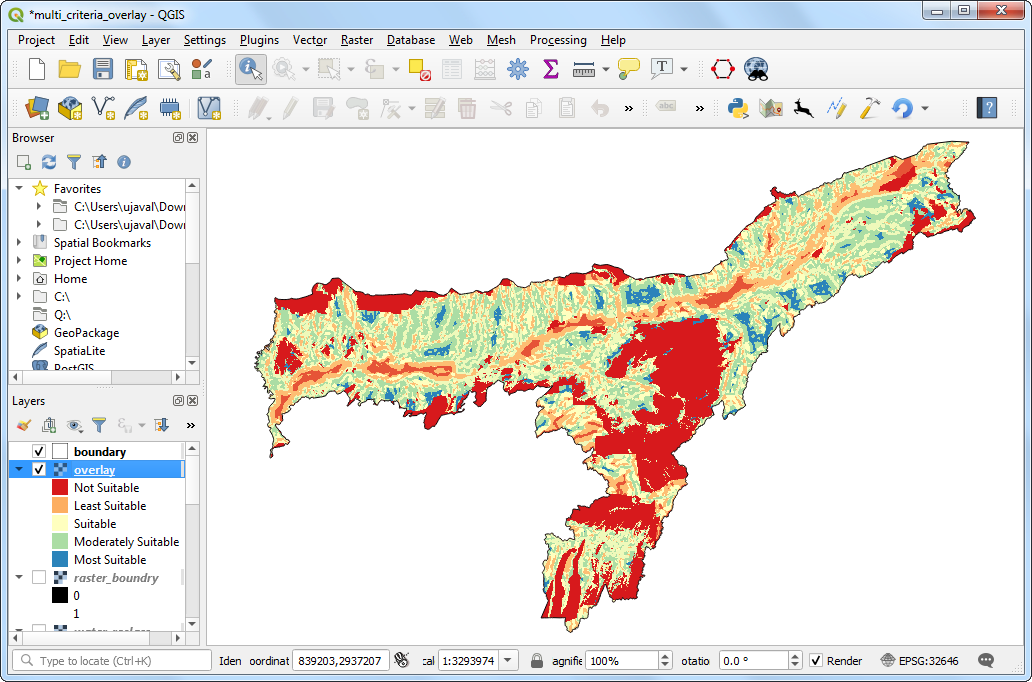 *multi_criteria_overlay - QGIS
Project Edit View Layer Settings Plugins Vector Raster Database Web Mesh Processing Help
a
T
abc
Browser
Favorites
C:\Users\ujaval\Dow
C:\Users\ujaval\Dow
Spatial Bookmarks
Project Home
Home
C:\
Q:\
GeoPackage
SpatiaLite
PostGIS
Layers
boundary
overlay
Not Suitable
Least Suitable
Suitable
Moderately Suitable
Most Suitable
raster_boundry
0
1
Type to locate (Ctrl+K) Iden oordinat 839203,2937207 cal 1:3293974 agnifie 100% otatio 0.0 ° Render EPSG:32646